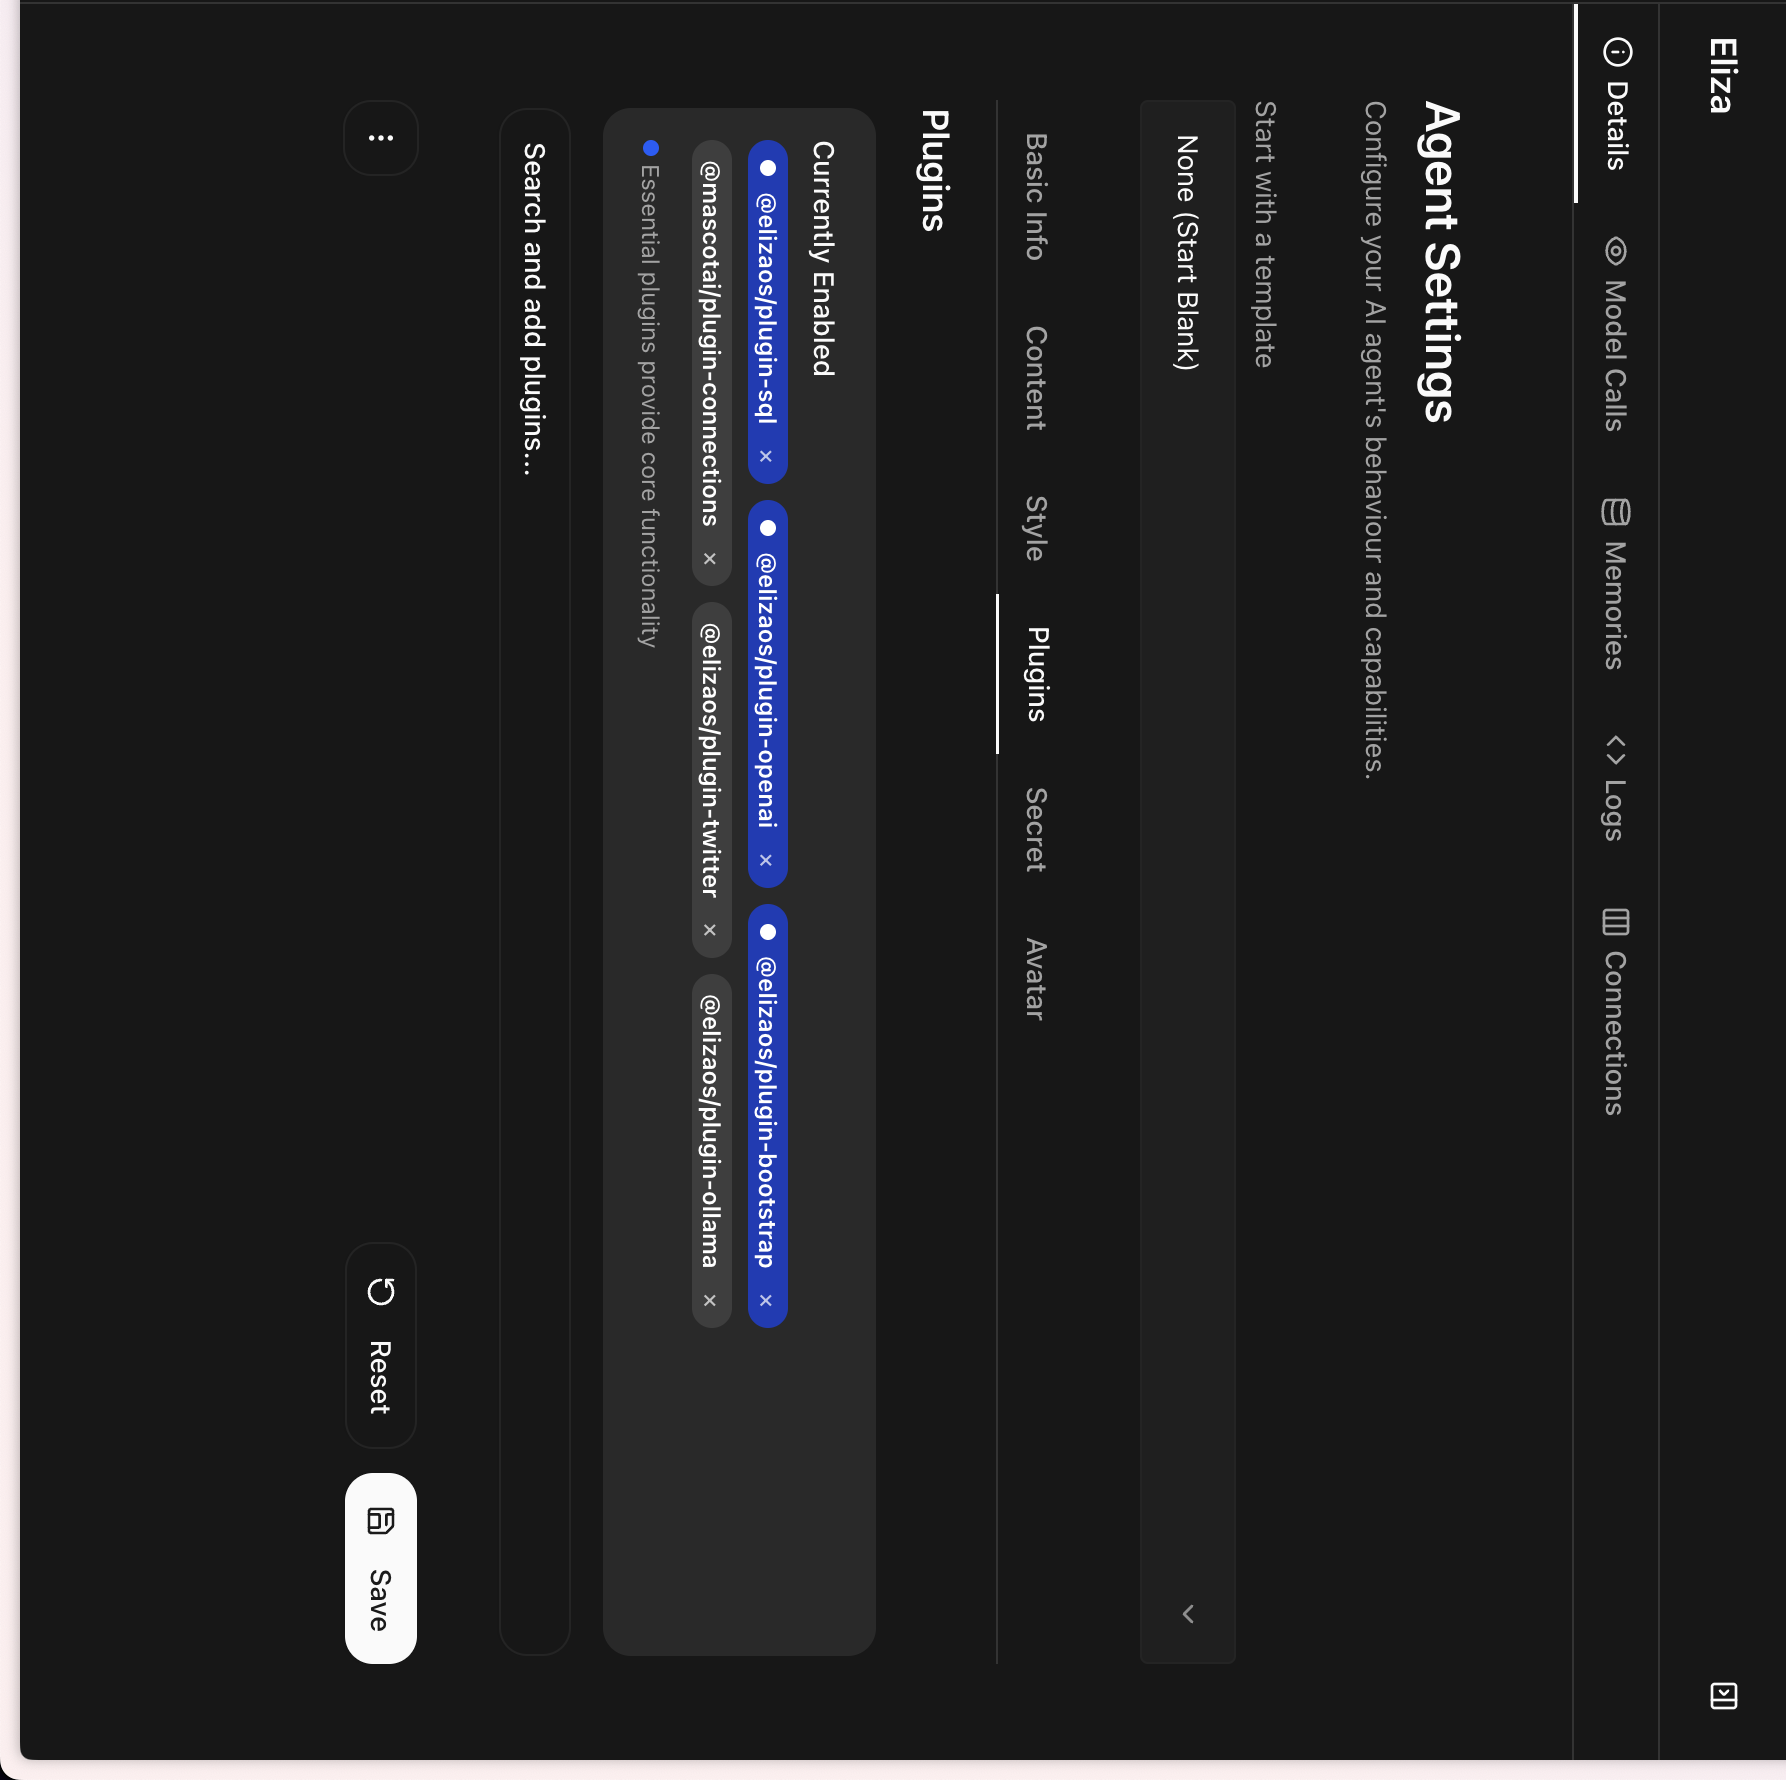 Eliza
Details Model Calls Memories Logs Connections
Agent Settings
Configure your AI agent's behaviour and capabilities.
Start with a template
None (Start Blank)
Basic Info Content Style Plugins Secret Avatar
Plugins
Currently Enabled
@elizaos/plugin-sql × @elizaos/plugin-openai × @elizaos/plugin-bootstrap ×
@mascotai/plugin-connections × @elizaos/plugin-twitter × @elizaos/plugin-ollama ×
Essential plugins provide core functionality
Search and add plugins...
Reset Save